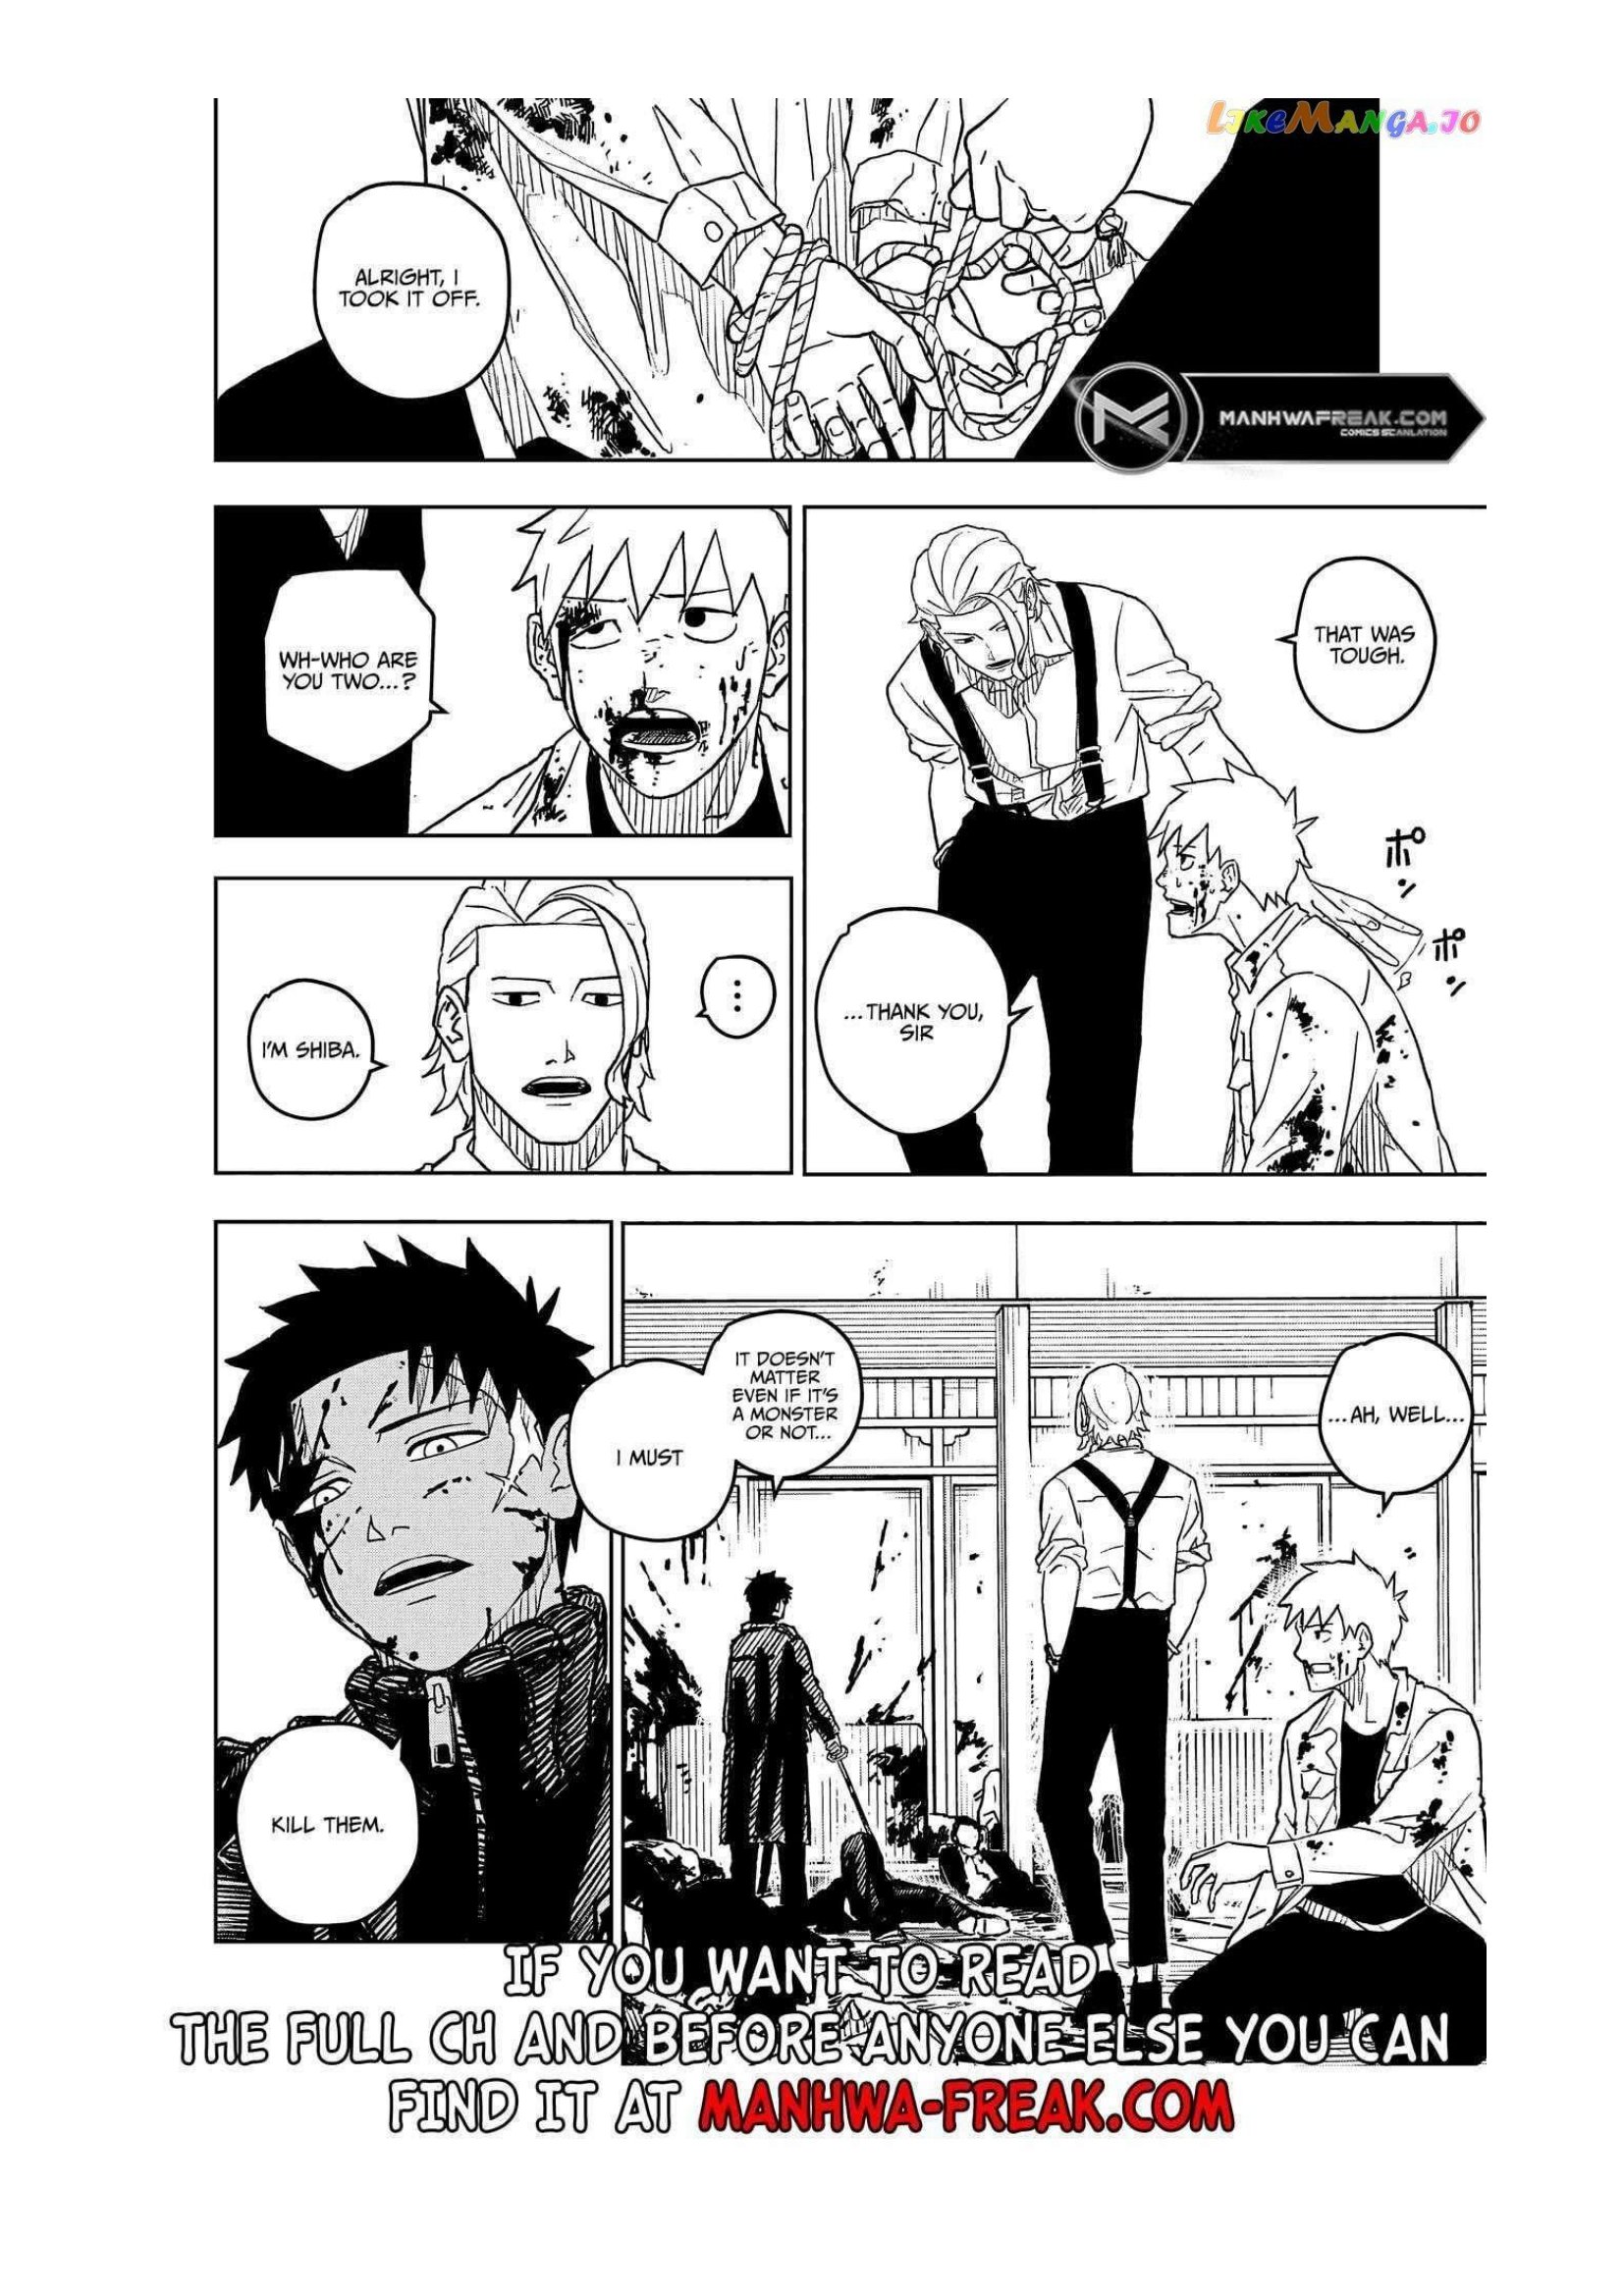 LIKEMANGA.IO
ALRIGHT, I
TOOK IT OFF.
MANHWAFREAK.COM
COMICS SCANLATION
THAT WAS
TOUGH.
ポン
ポン
...THANK YOU,
SIR
WH-WHO ARE
YOU TWO...?
...
I'M SHIBA.
...AH, WELL...
IT DOESN'T
MATTER
EVEN IF IT'S
A MONSTER
OR NOT...
I MUST
KILL THEM.
IF YOU WANT TO READ
THE FULL CH AND BEFORE ANYONE ELSE YOU CAN
FIND IT AT MANHWA-FREAK.COM